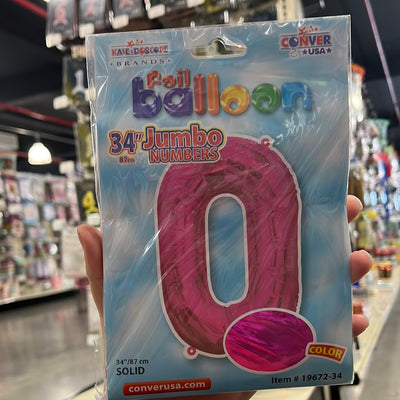 KALEIDOSCOPE
BRANDS
CONVER
USA
Foil
balloon
34" Jumbo
87cm NUMBERS
COLOR
34"/87 cm
SOLID
converusa.com
Item # 19672-34